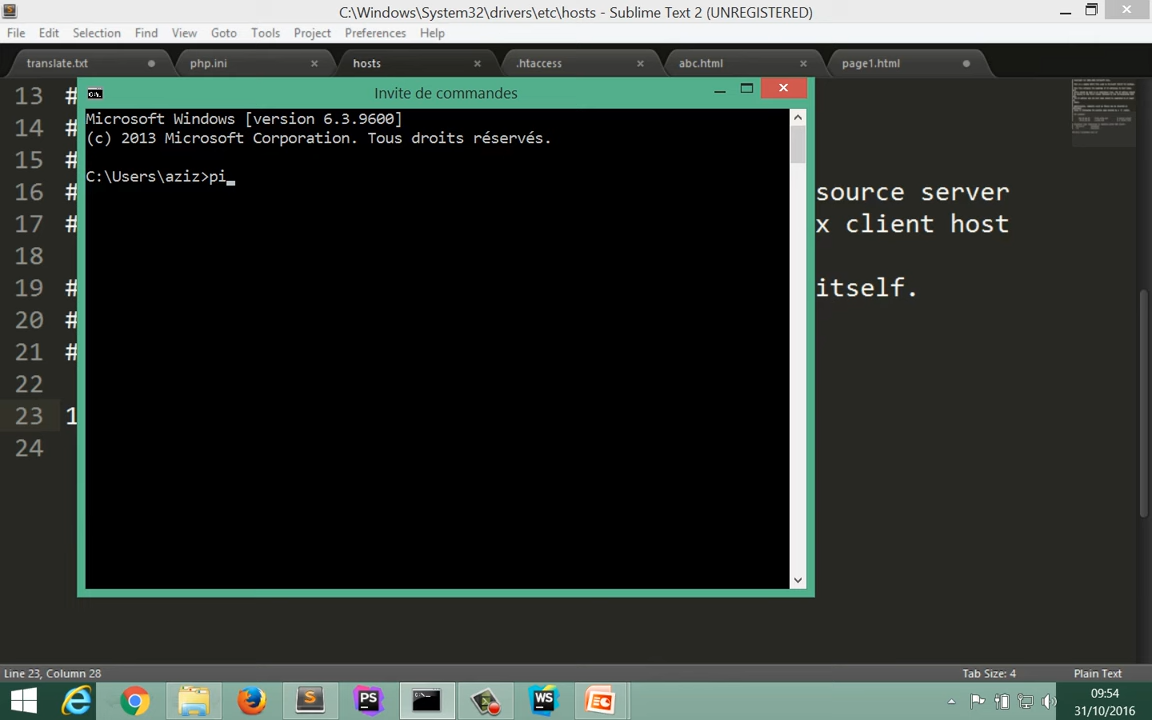 C:\Windows\System32\drivers\etc\hosts - Sublime Text 2 (UNREGISTERED)
File Edit Selection Find View Goto Tools Project Preferences Help
translate.txt php.ini hosts .htaccess abc.html page1.html
Invite de commandes
Microsoft Windows [version 6.3.9600]
(c) 2013 Microsoft Corporation. Tous droits réservés.
C:\Users\aziz>pi_
13 #
14 #
15 #
16 # source server
17 # x client host
18
19 # itself.
20 #
21 #
22
23 1
24
Line 23, Column 28 Tab Size: 4 Plain Text
09:54
31/10/2016